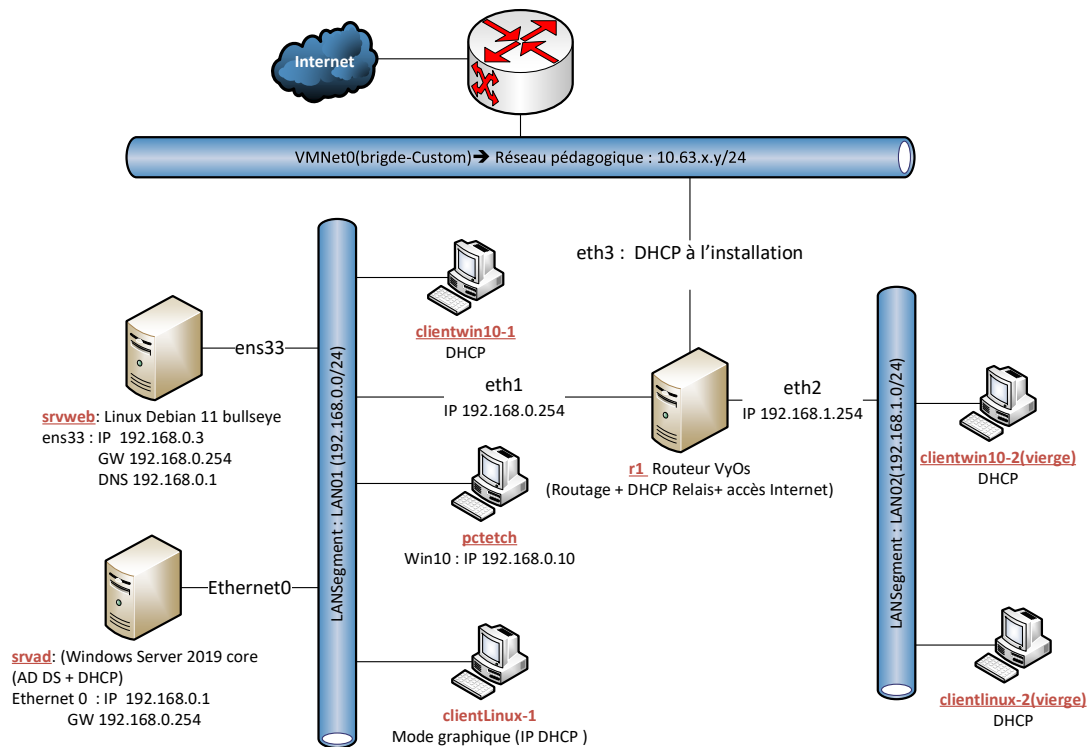 Internet
VMNet0(brigde-Custom)➔ Réseau pédagogique : 10.63.x.y/24
eth3 : DHCP à l'installation
LANSegment : LAN01 (192.168.0.0/24)
clientwin10-1
DHCP
ens33
srvweb: Linux Debian 11 bullseye
ens33 : IP 192.168.0.3
GW 192.168.0.254
DNS 192.168.0.1
eth1
IP 192.168.0.254
eth2
IP 192.168.1.254
r1 Routeur VyOs
(Routage + DHCP Relais+ accès Internet)
LANSegment : LAN02(192.168.1.0/24)
clientwin10-2(vierge)
DHCP
pctetch
Win10 : IP 192.168.0.10
Ethernet0
srvad: (Windows Server 2019 core
(AD DS + DHCP)
Ethernet 0 : IP 192.168.0.1
GW 192.168.0.254
clientLinux-1
Mode graphique (IP DHCP )
clientlinux-2(vierge)
DHCP